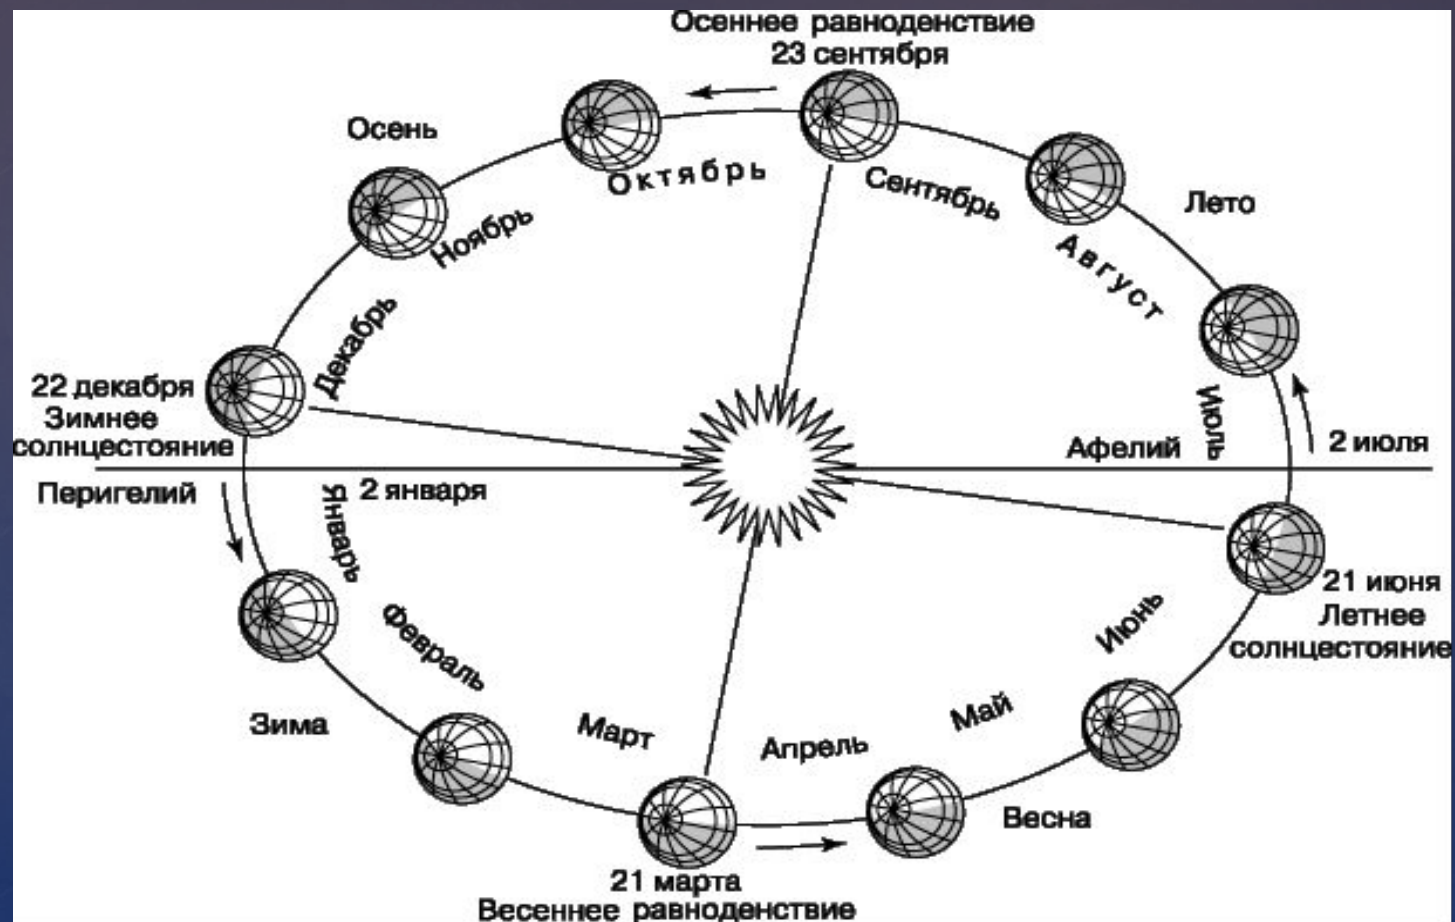 Осеннее равноденствие
23 сентября
Осень
Октябрь
Сентябрь
Лето
Ноябрь
Август
Декабрь
22 декабря
Зимнее
солнцестояние
Июль
Афелий
2 июля
Перигелий
2 января
Январь
21 июня
Летнее
солнцестояние
Июнь
Февраль
Зима
Март
Апрель
Май
Весна
21 марта
Весеннее равноденствие